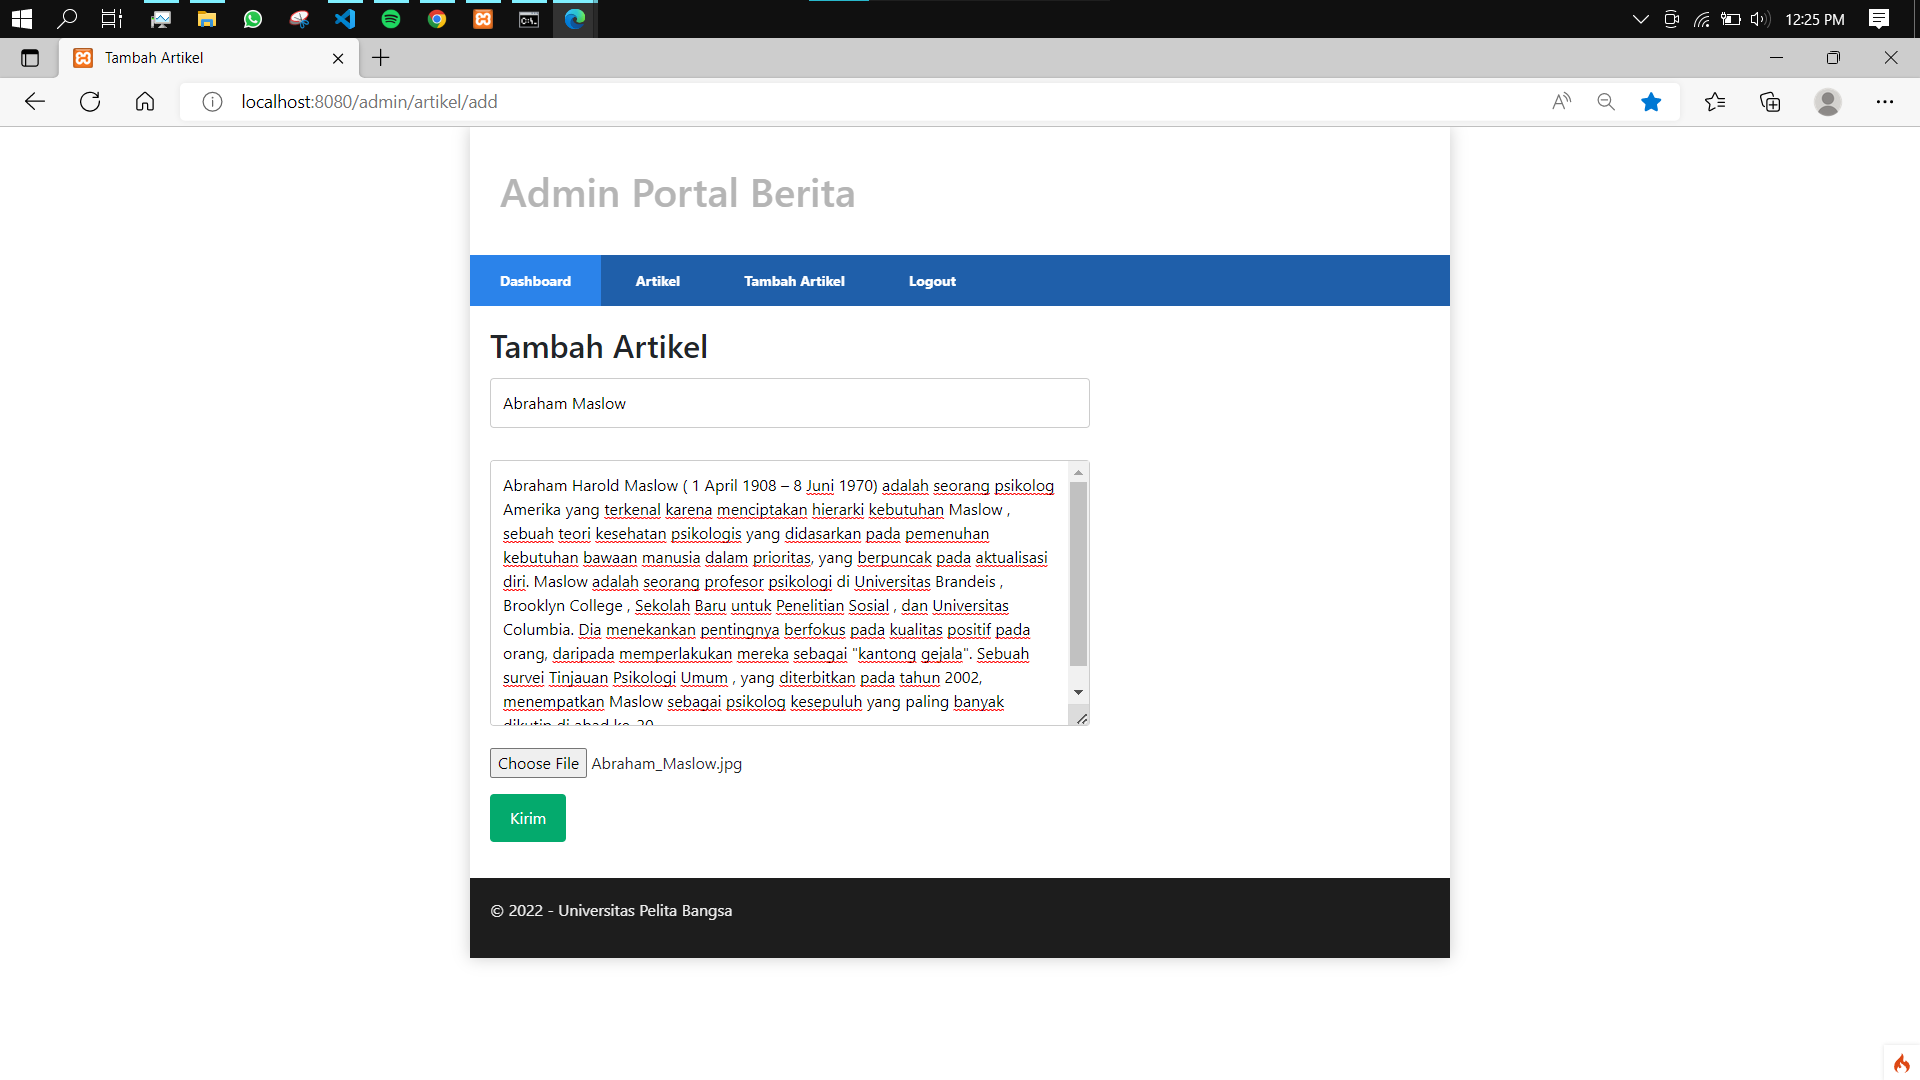 12:25 PM
Tambah Artikel
localhost:8080/admin/artikel/add
Admin Portal Berita
Dashboard
Artikel
Tambah Artikel
Logout
Tambah Artikel
Abraham Maslow
Abraham Harold Maslow ( 1 April 1908 – 8 Juni 1970) adalah seorang psikolog
Amerika yang terkenal karena menciptakan hierarki kebutuhan Maslow ,
sebuah teori kesehatan psikologis yang didasarkan pada pemenuhan
kebutuhan bawaan manusia dalam prioritas, yang berpuncak pada aktualisasi
diri. Maslow adalah seorang profesor psikologi di Universitas Brandeis ,
Brooklyn College , Sekolah Baru untuk Penelitian Sosial , dan Universitas
Columbia. Dia menekankan pentingnya berfokus pada kualitas positif pada
orang, daripada memperlakukan mereka sebagai "kantong gejala". Sebuah
survei Tinjauan Psikologi Umum , yang diterbitkan pada tahun 2002,
menempatkan Maslow sebagai psikolog kesepuluh yang paling banyak
dikutip di abad ke-20
Choose File Abraham_Maslow.jpg
Kirim
© 2022 - Universitas Pelita Bangsa